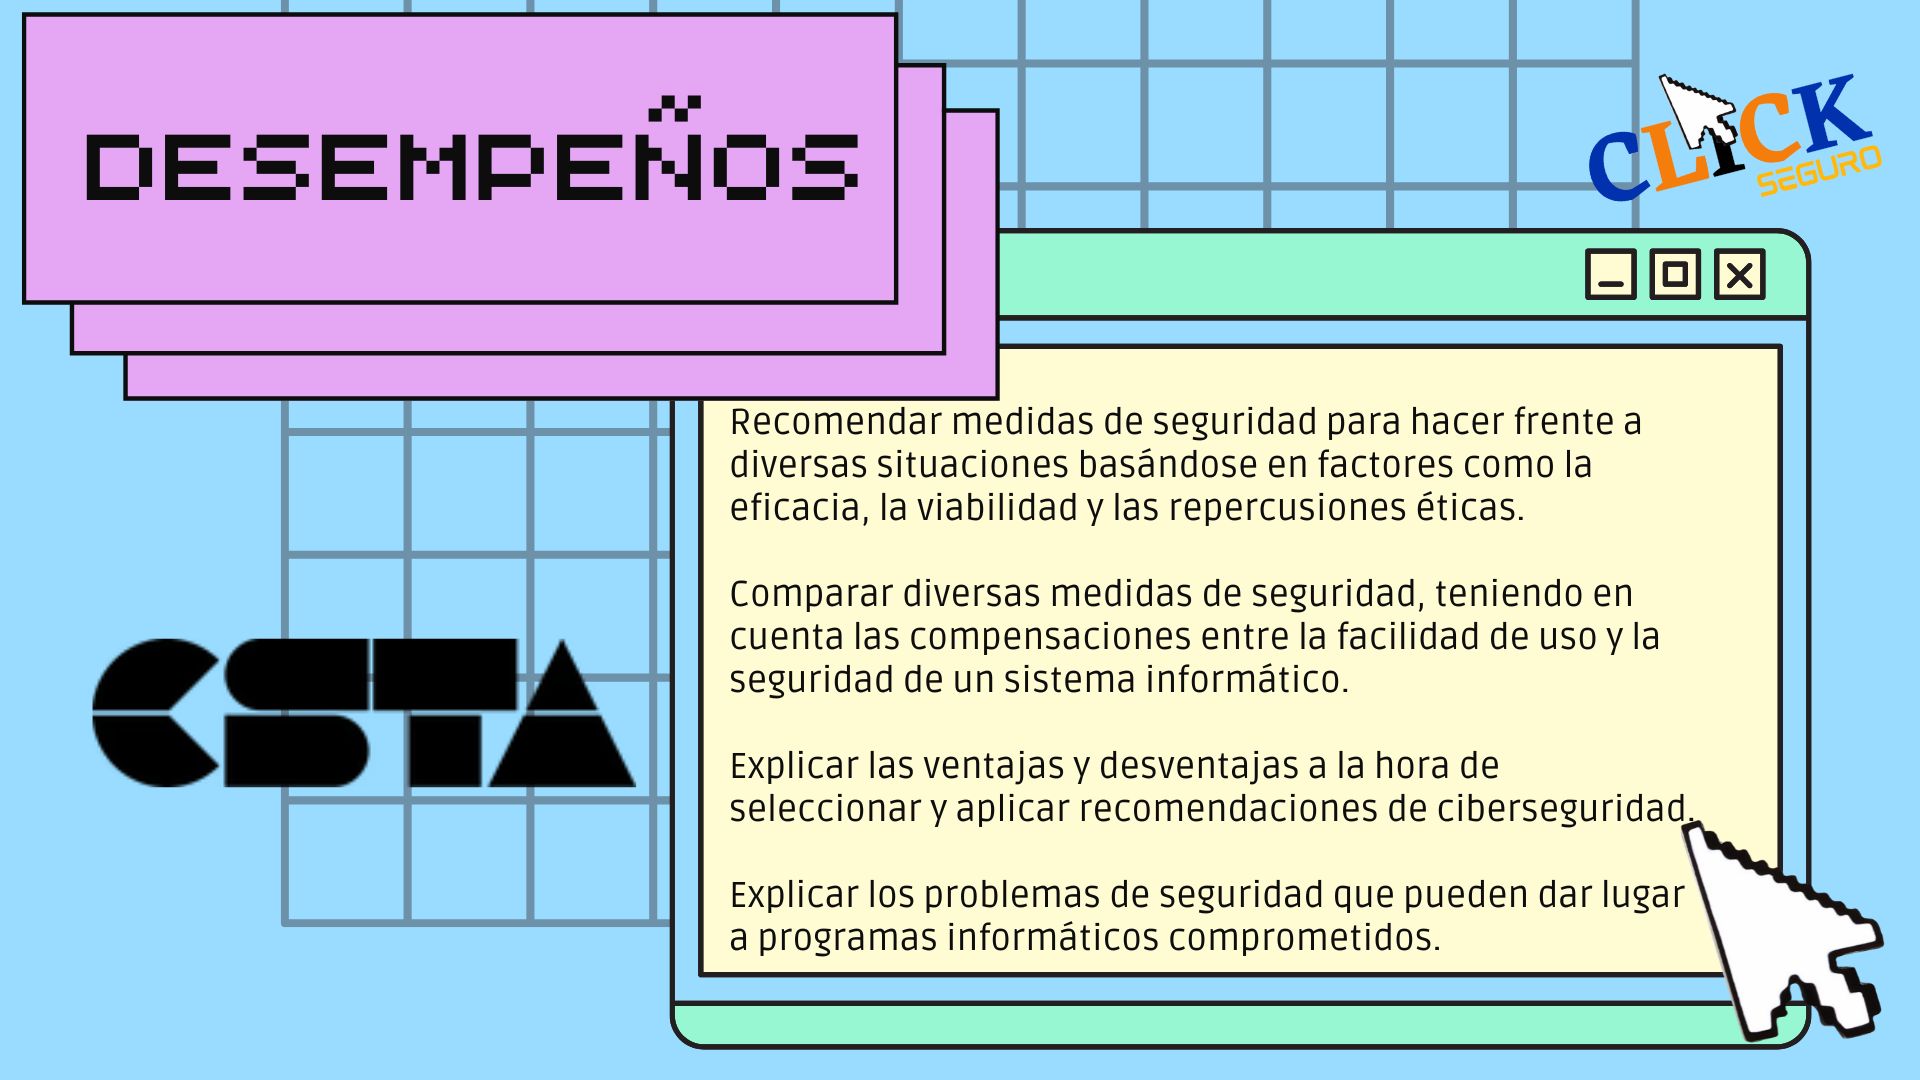 DESEMPEÑOS
CLICK
SEGURO
Recomendar medidas de seguridad para hacer frente a
diversas situaciones basándose en factores como la
eficacia, la viabilidad y las repercusiones éticas.
Comparar diversas medidas de seguridad, teniendo en
cuenta las compensaciones entre la facilidad de uso y la
seguridad de un sistema informático.
CSTA
Explicar las ventajas y desventajas a la hora de
seleccionar y aplicar recomendaciones de ciberseguridad.
Explicar los problemas de seguridad que pueden dar lugar
a programas informáticos comprometidos.